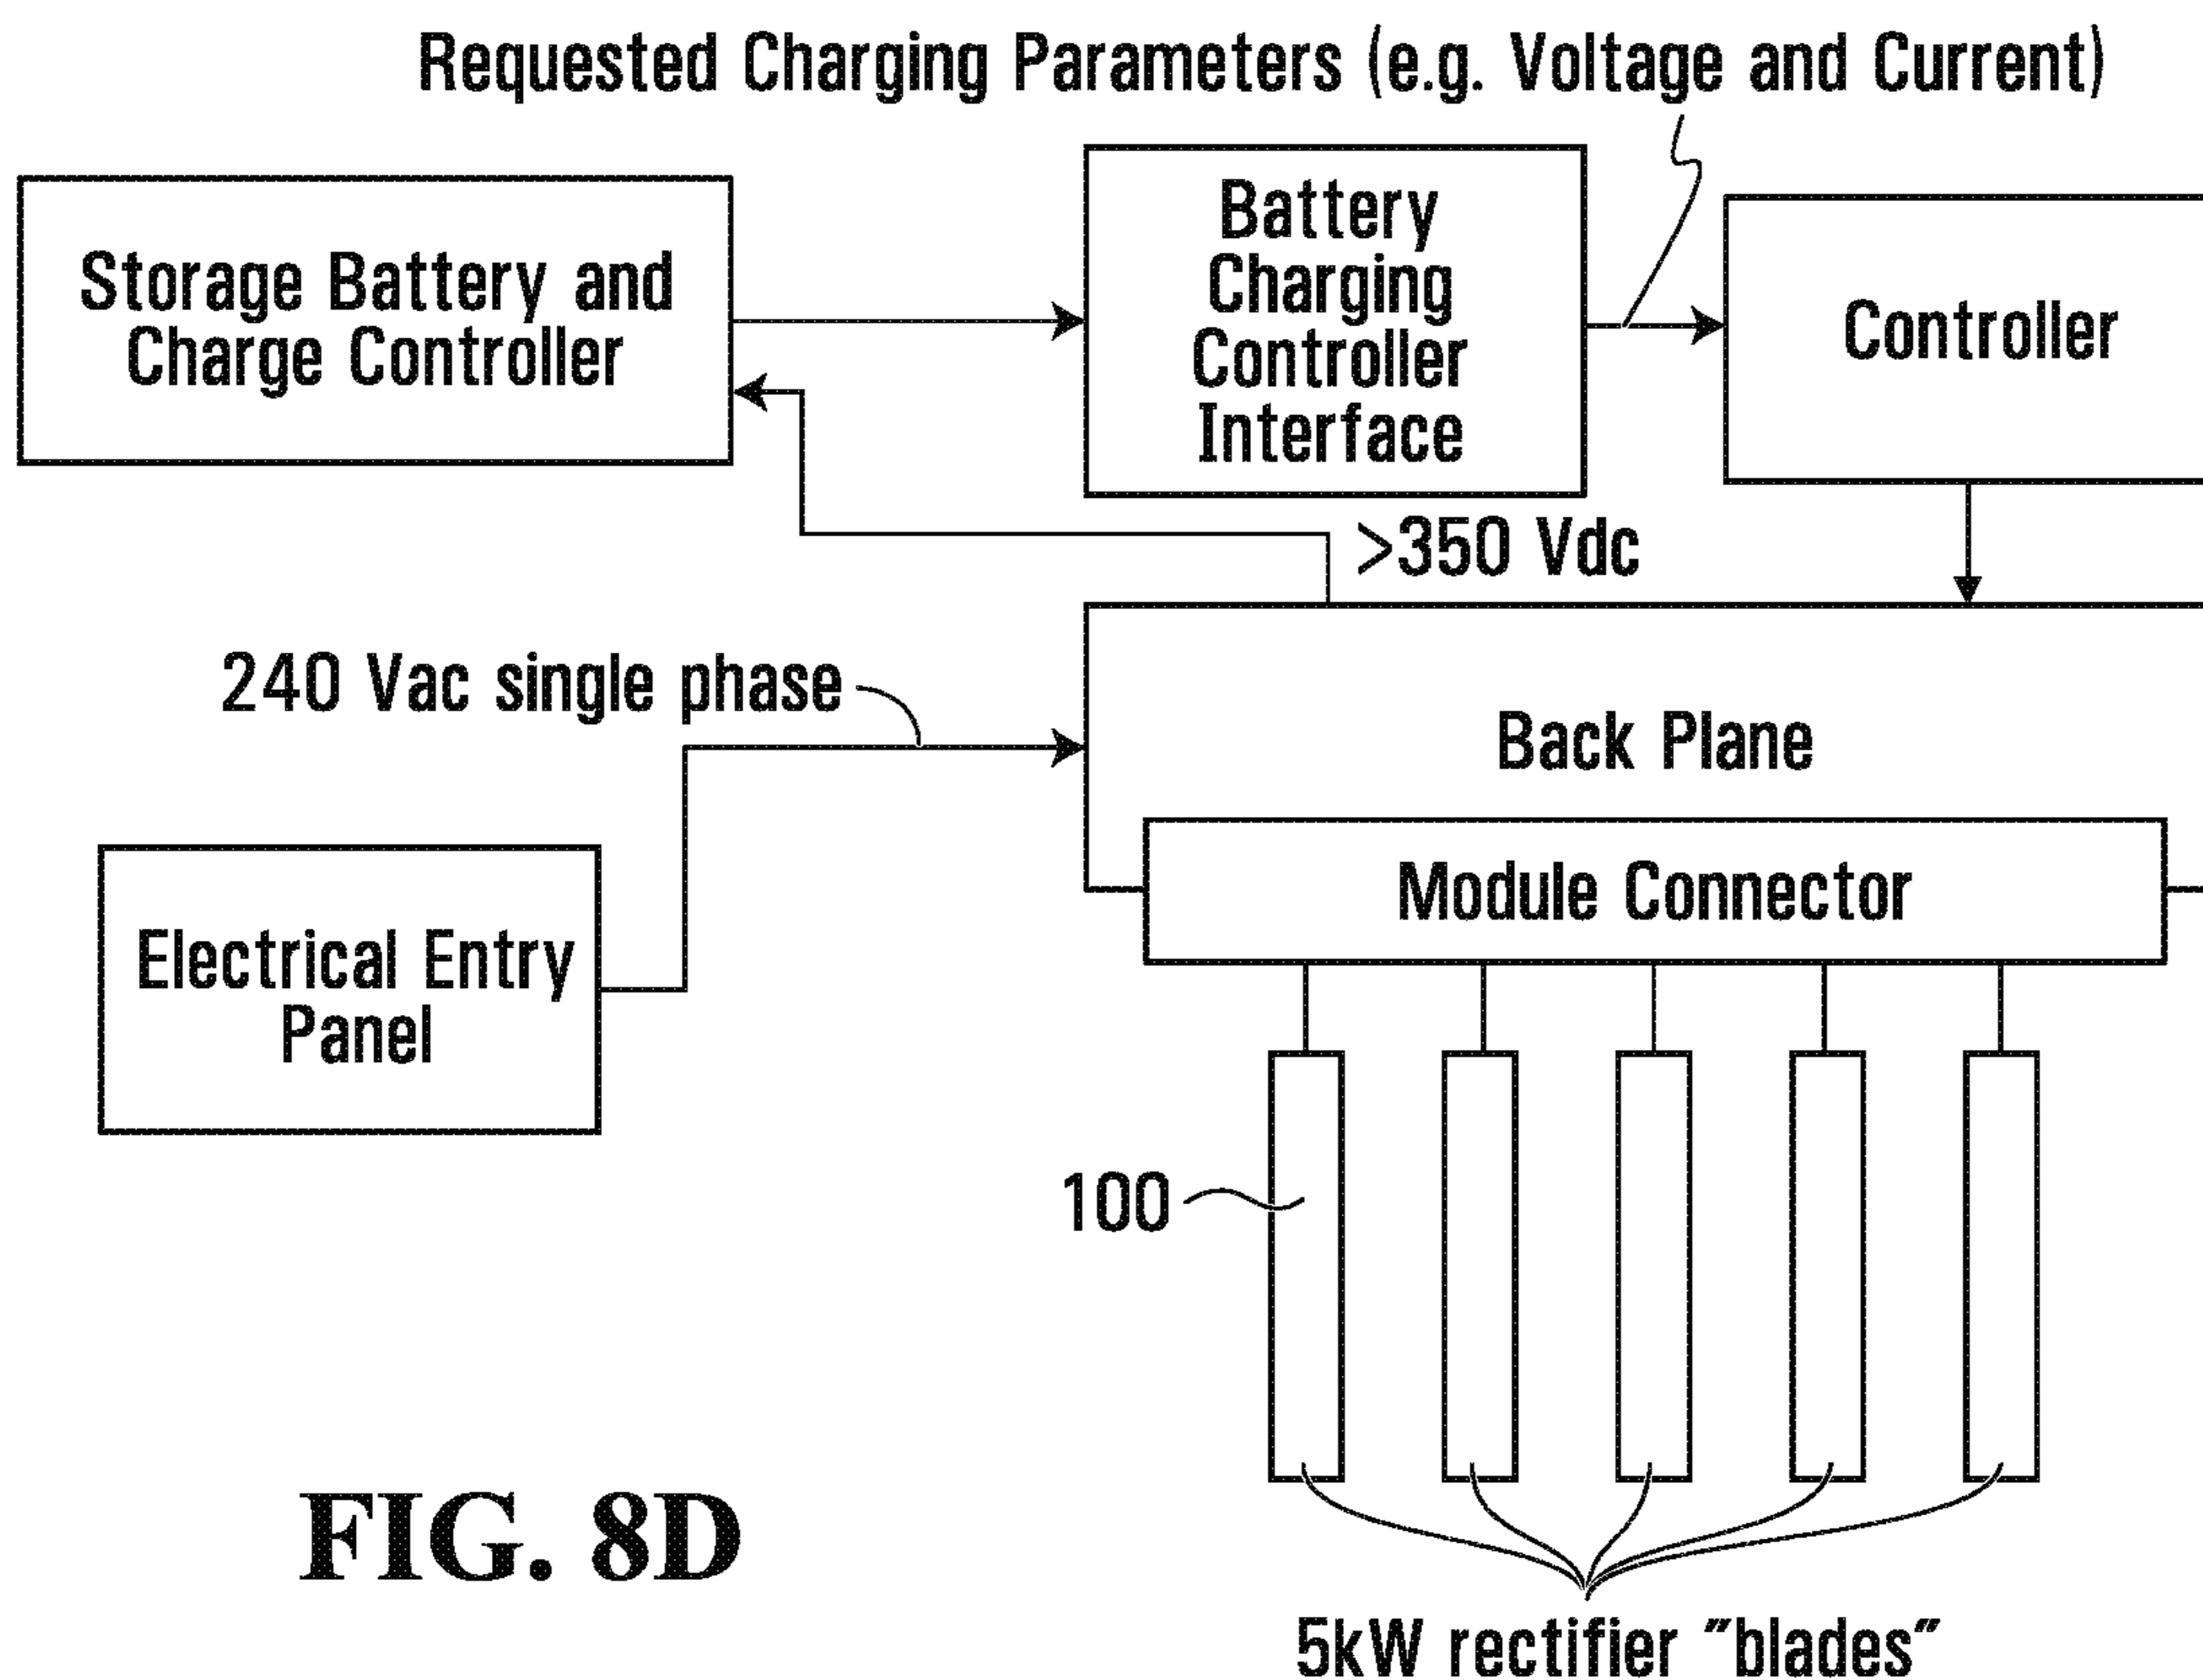 Requested Charging Parameters (e.g. Voltage and Current)
Storage Battery and
Charge Controller
Battery
Charging
Controller
Interface
Controller
>350 Vdc
240 Vac single phase
Back Plane
Module Connector
Electrical Entry
Panel
100
FIG. 8D
5kW rectifier "blades"